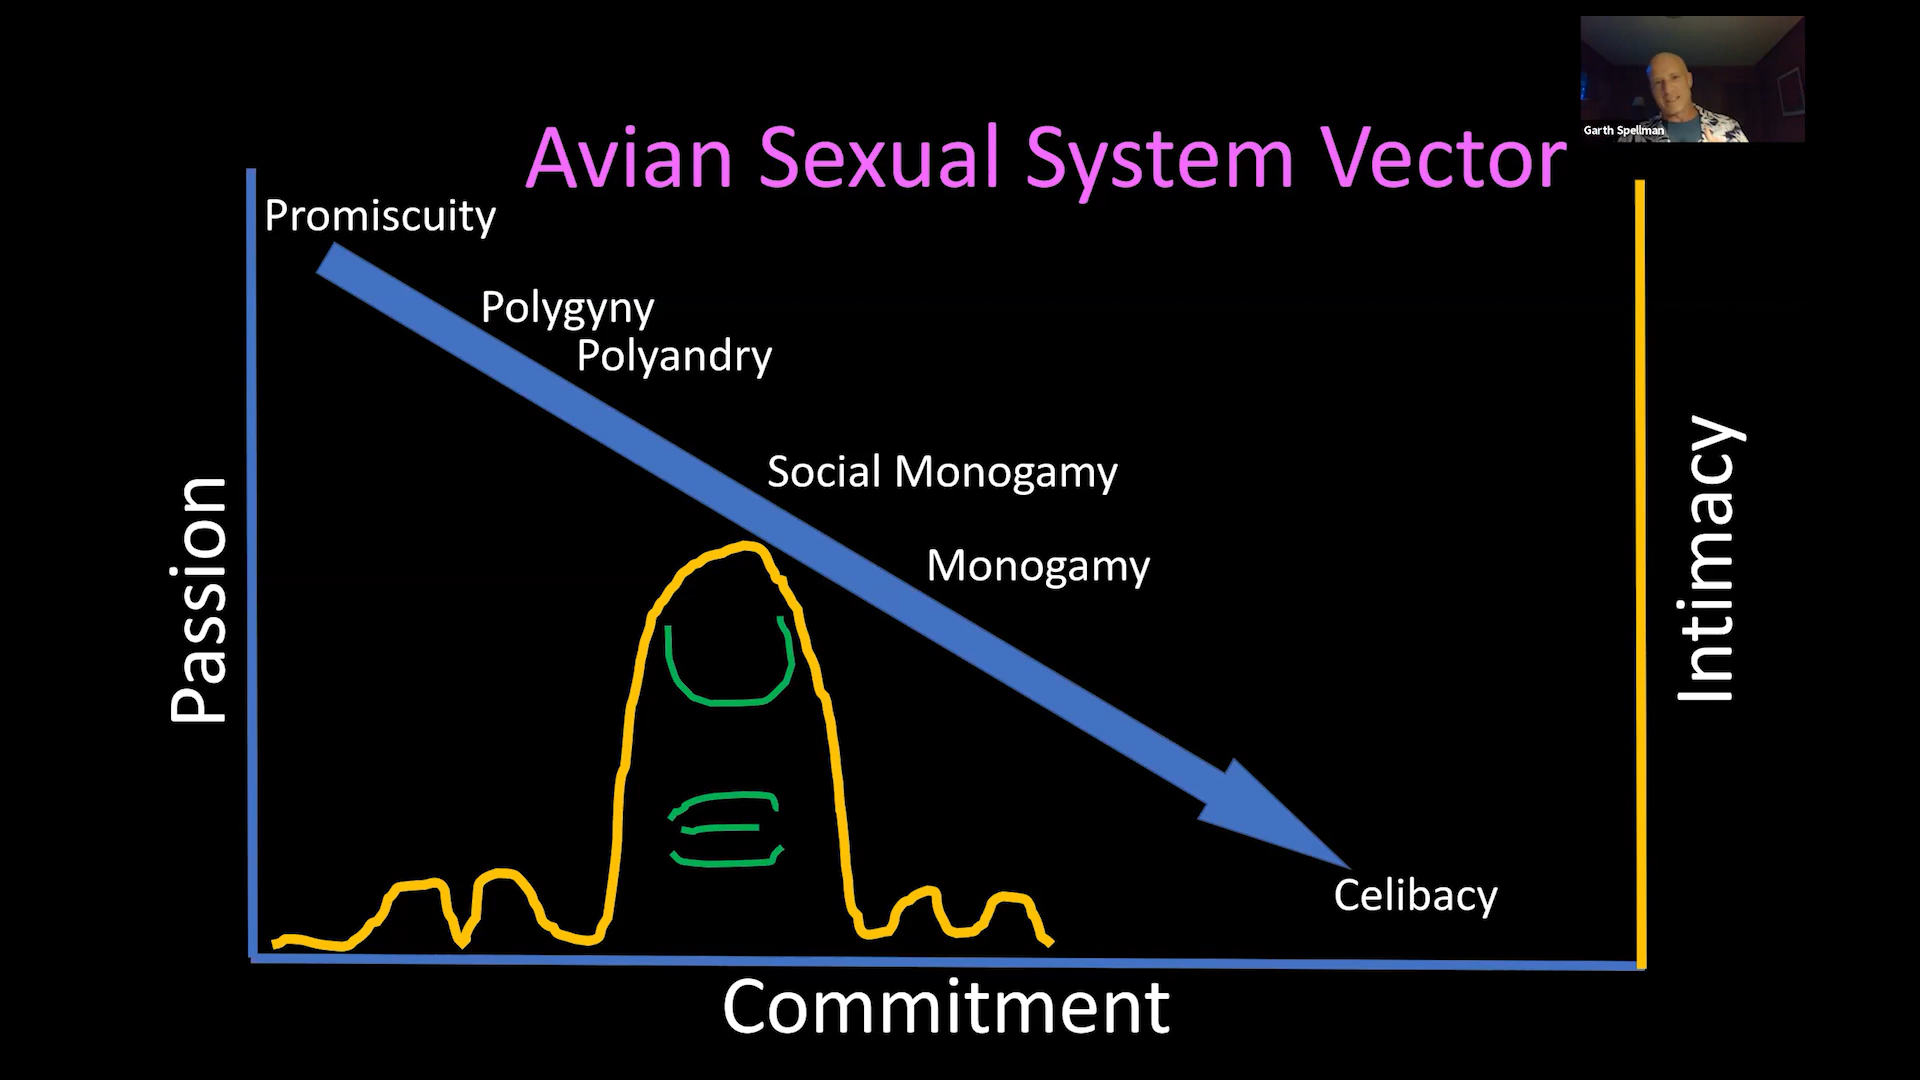 Garth Spellman
Avian Sexual System Vector
Promiscuity
Polygyny
Polyandry
Social Monogamy
Monogamy
Celibacy
Passion
Intimacy
Commitment